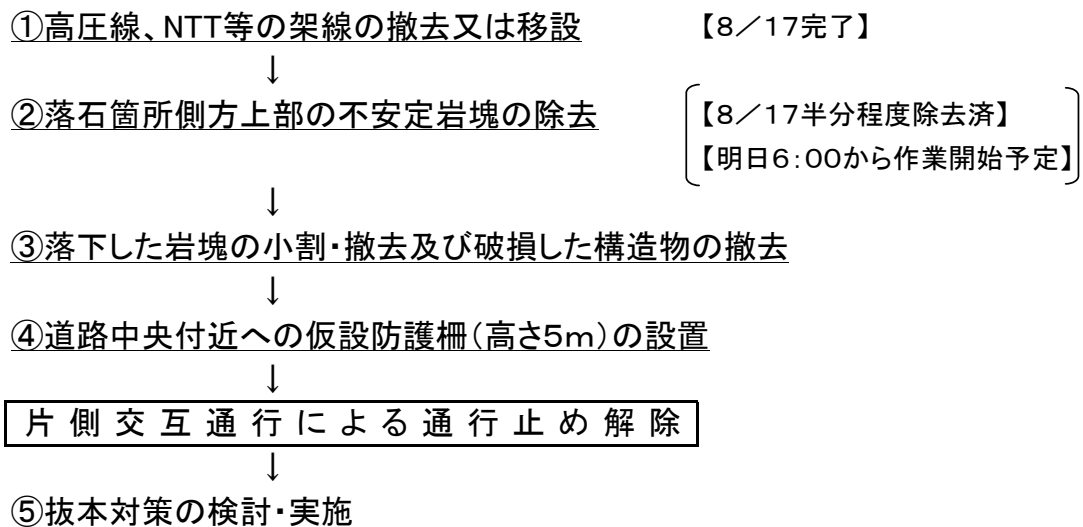 ①高圧線、NTT等の架線の撤去又は移設 【8／17完了】
↓
②落石箇所側方上部の不安定岩塊の除去 【8／17半分程度除去済】
【明日6：00から作業開始予定】
↓
③落下した岩塊の小割・撤去及び破損した構造物の撤去
↓
④道路中央付近への仮設防護柵（高さ5m）の設置
↓
片側交互通行による通行止め解除
↓
⑤抜本対策の検討・実施